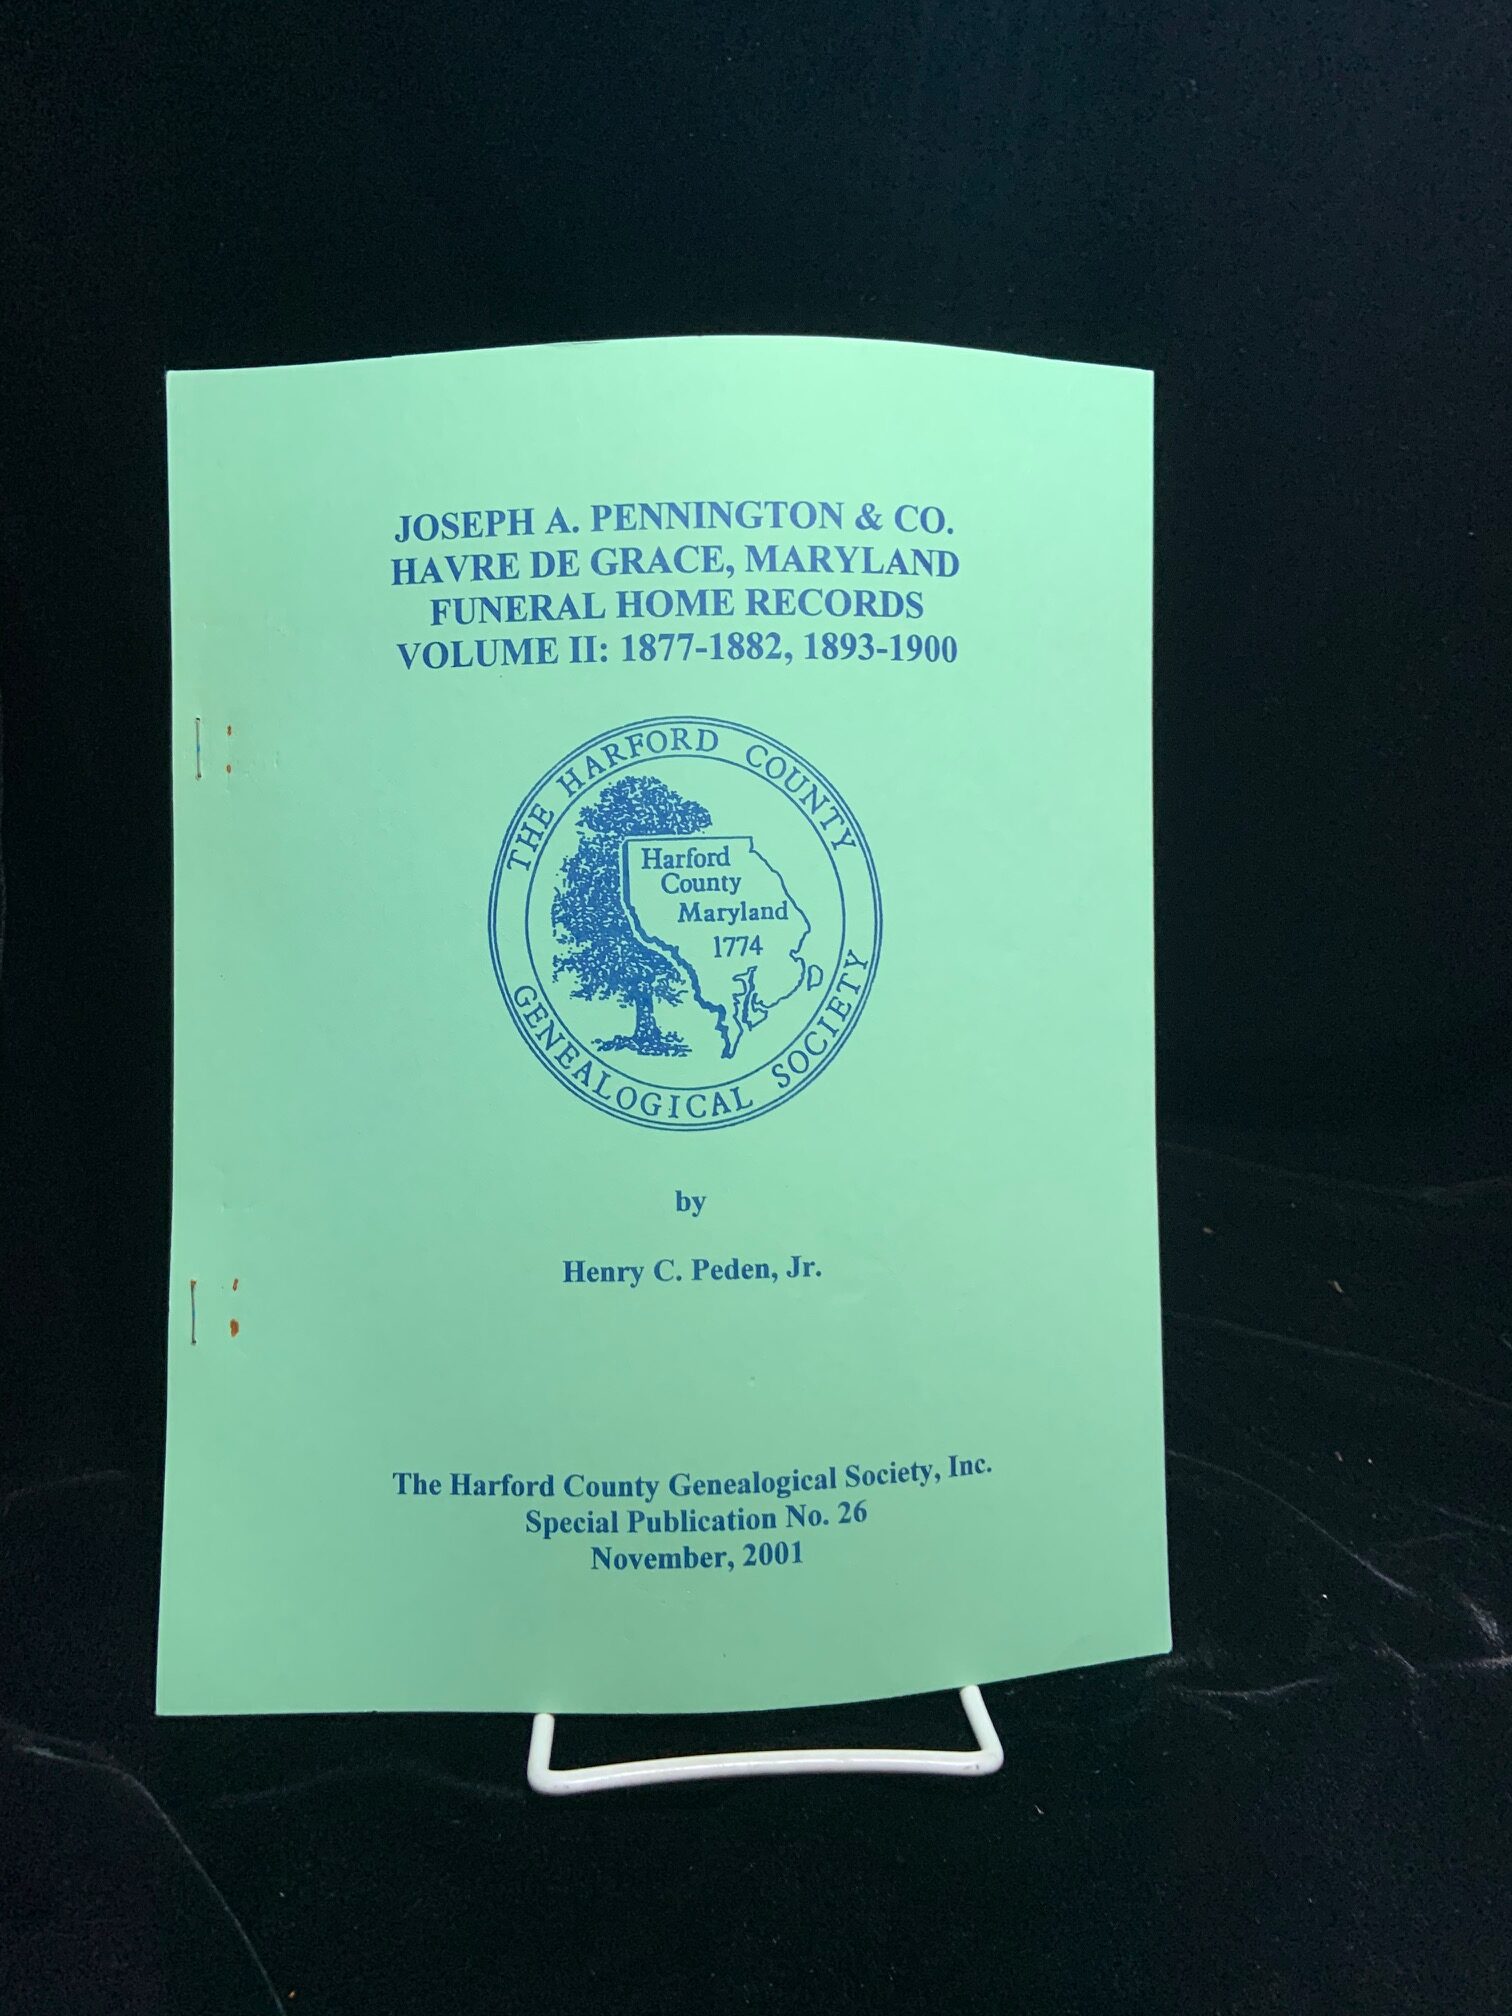 JOSEPH A. PENNINGTON & CO.
HAVRE DE GRACE, MARYLAND
FUNERAL HOME RECORDS
VOLUME II: 1877-1882, 1893-1900
THE HARFORD COUNTY
Harford
County
Maryland
1774
GENEALOGICAL SOCIETY
by
Henry C. Peden, Jr.
The Harford County Genealogical Society, Inc.
Special Publication No. 26
November, 2001